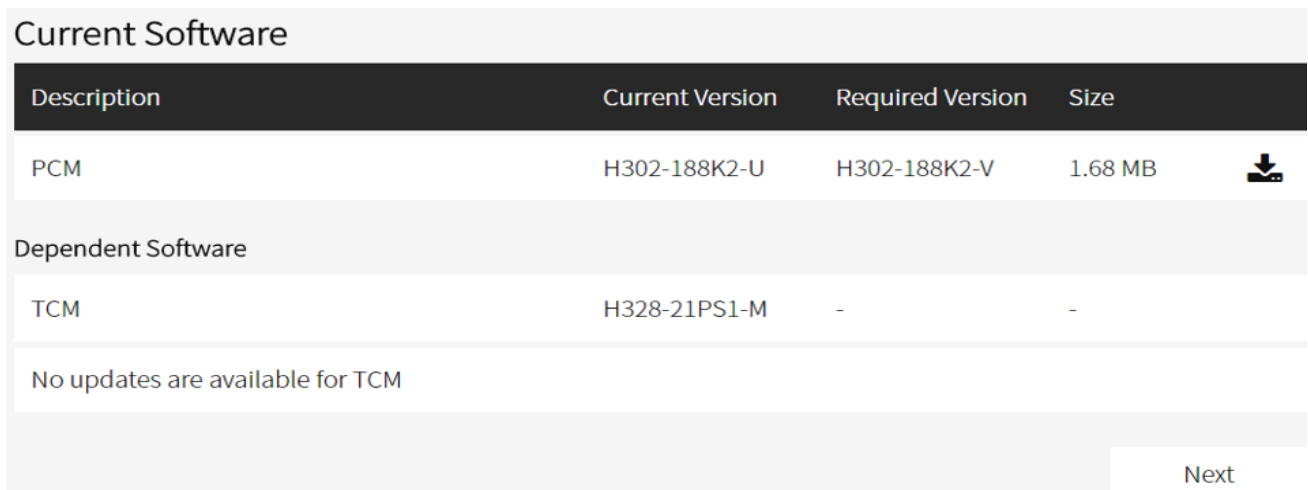 Current Software
Description Current Version Required Version Size
PCM H302-188K2-U H302-188K2-V 1.68 MB
Dependent Software
TCM H328-21PS1-M - -
No updates are available for TCM
Next